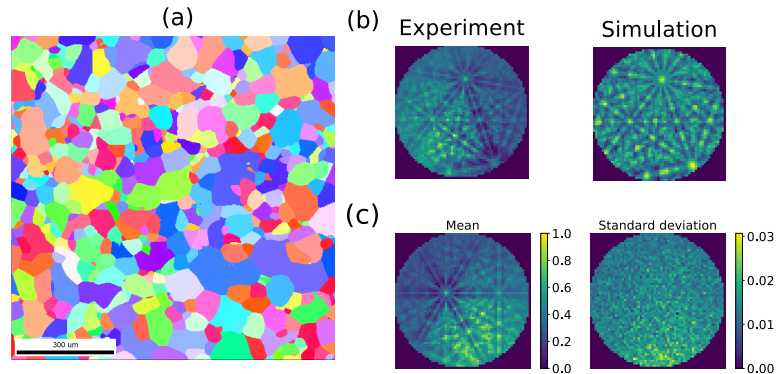 (a)
300 um
(b)
Experiment
Simulation
(c)
Mean
1.0
0.8
0.6
0.4
0.2
0.0
Standard deviation
0.03
0.02
0.01
0.00